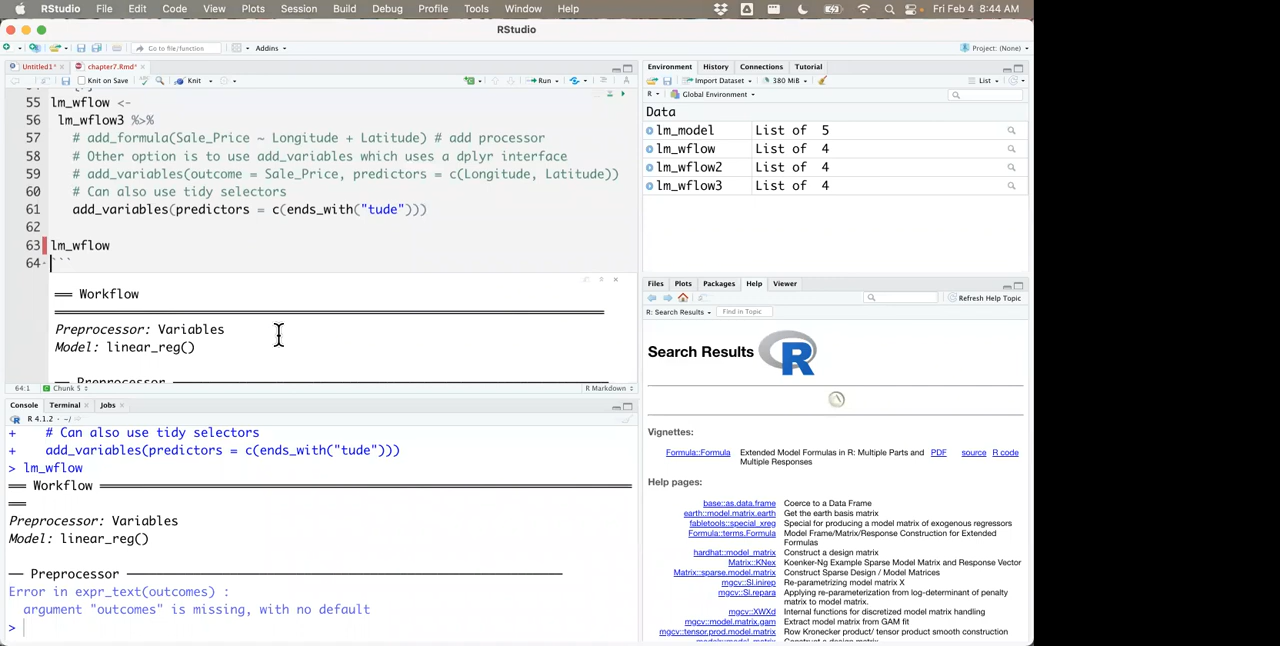 RStudio File Edit Code View Plots Session Build Debug Profile Tools Window Help Fri Feb 4 8:44 AM
RStudio
Go to file/function Addins Project: (None)
Untitled1* chapter7.Rmd*
Knit on Save Knit Run
55 lm_wflow <-
56 lm_wflow3 %>%
57 # add_formula(Sale_Price ~ Longitude + Latitude) # add processor
58 # Other option is to use add_variables which uses a dplyr interface
59 # add_variables(outcome = Sale_Price, predictors = c(Longitude, Latitude))
60 # Can also use tidy selectors
61 add_variables(predictors = c(ends_with("tude")))
62
63 lm_wflow
64 ```
== Workflow
Preprocessor: Variables
Model: linear_reg()
— Preprocessor
64:1 Chunk 5 R Markdown
Console Terminal Jobs
R 4.1.2 · ~/
+ # Can also use tidy selectors
+ add_variables(predictors = c(ends_with("tude")))
> lm_wflow
== Workflow
Preprocessor: Variables
Model: linear_reg()
— Preprocessor
Error in expr_text(outcomes) :
argument "outcomes" is missing, with no default
>
Environment History Connections Tutorial
Import Dataset 380 MiB List
R Global Environment
Data
lm_model List of 5
lm_wflow List of 4
lm_wflow2 List of 4
lm_wflow3 List of 4
Files Plots Packages Help Viewer
Refresh Help Topic
R: Search Results Find in Topic
Search Results R
Vignettes:
Formula::Formula Extended Model Formulas in R: Multiple Parts and Multiple Responses PDF source R code
Help pages:
base::as.data.frame Coerce to a Data Frame
earth::model.matrix.earth Get the earth basis matrix
fabletools::special_xreg Special for producing a model matrix of exogenous regressors
Formula::terms.Formula Model Frame/Matrix/Response Construction for Extended Formulas
hardhat::model_matrix Construct a design matrix
Matrix::KNex Koenker-Ng Example Sparse Model Matrix and Response Vector
Matrix::sparse.model.matrix Construct Sparse Design / Model Matrices
mgcv::Sl.inirep Re-parametrizing model matrix X
mgcv::Sl.repara Applying re-parameterization from log-determinant of penalty matrix to model matrix.
mgcv::XWXd Internal functions for discretized model matrix handling
mgcv::model.matrix.gam Extract model matrix from GAM fit
mgcv::tensor.prod.model.matrix Row Kronecker product/ tensor product smooth construction